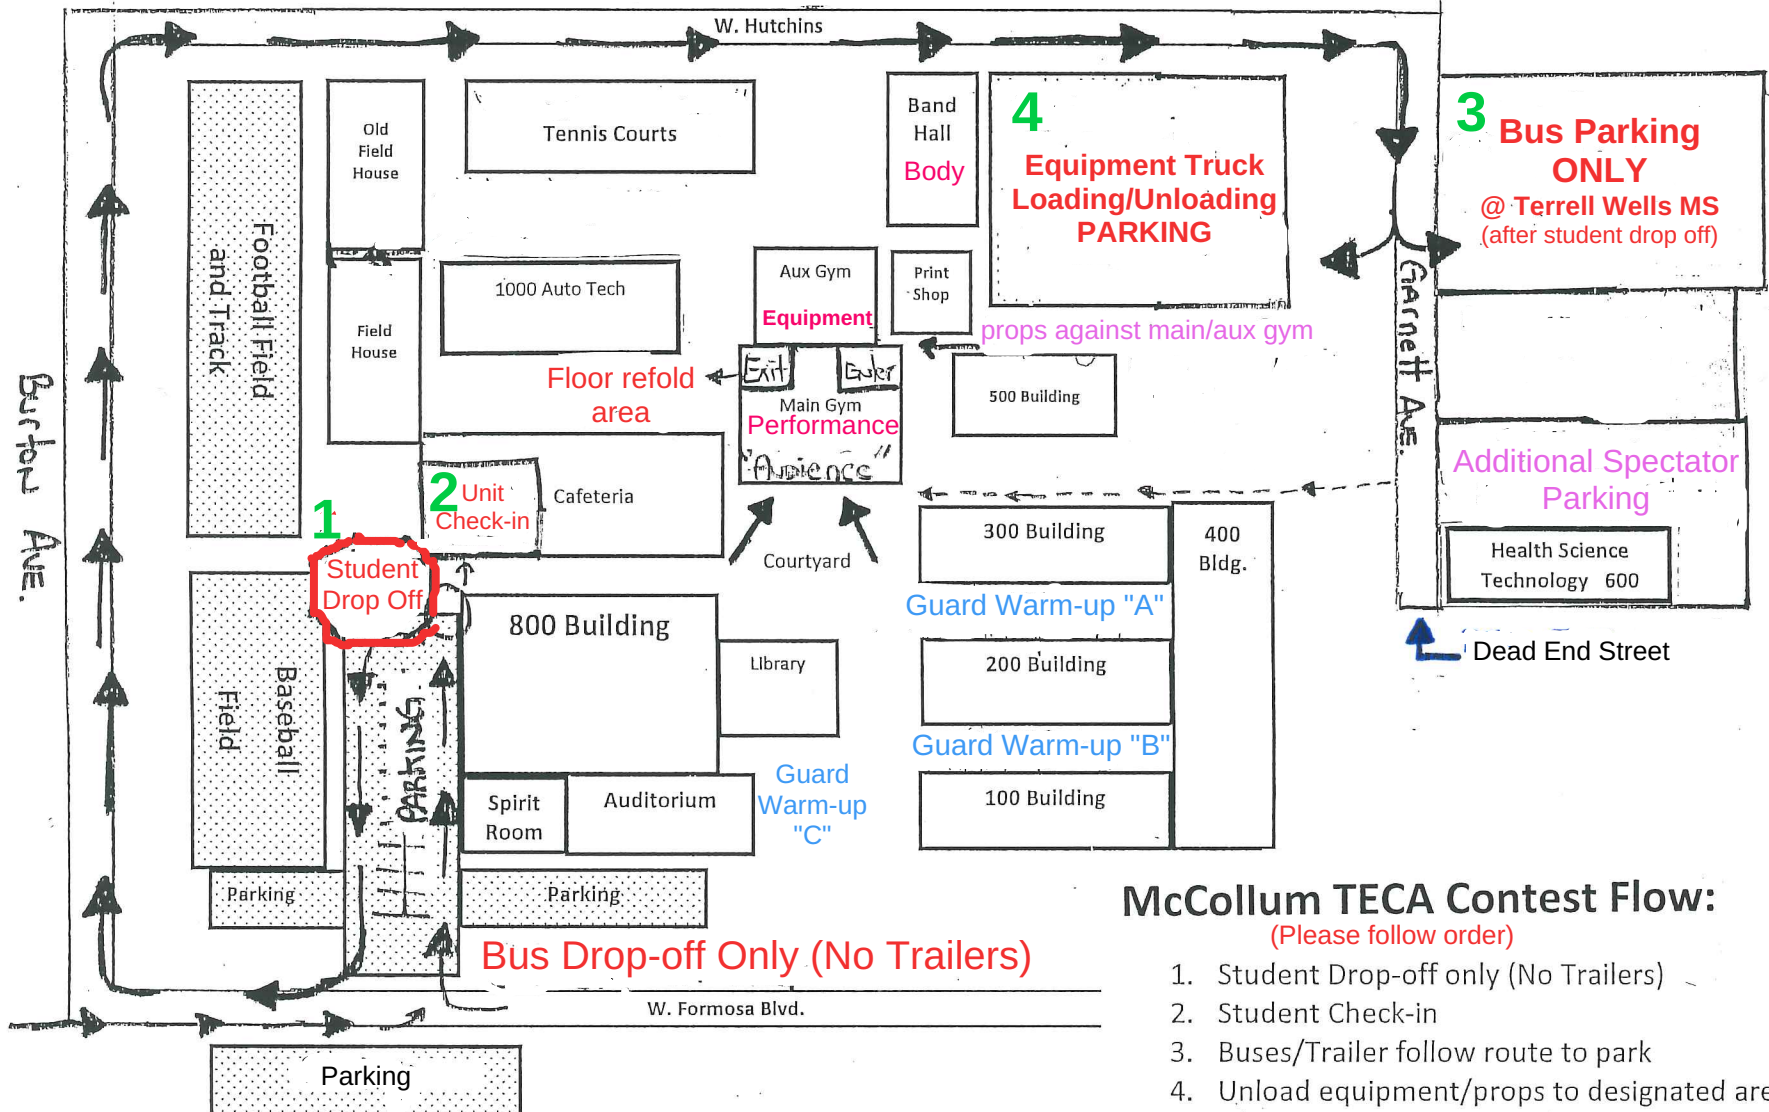 W. Hutchins
Old
Field
House
Tennis Courts
Band
Hall
Body
4
Equipment Truck
Loading/Unloading
PARKING
3
Bus Parking
ONLY
@ Terrell Wells MS
(after student drop off)
Football Field
and Track
Field
House
1000 Auto Tech
Aux Gym
Equipment
Print
Shop
props against main/aux gym
Garnett Ave.
Floor refold
area
Exit
Enter
Main Gym
Performance
"Audience"
500 Building
Burton Ave.
Additional Spectator
Parking
Health Science
Technology 600
Dead End Street
1
Student
Drop Off
2
Unit
Check-in
Cafeteria
Courtyard
300 Building
400
Bldg.
Guard Warm-up "A"
800 Building
Library
200 Building
Guard Warm-up "B"
Baseball
Field
PARKING
Spirit
Room
Auditorium
Guard
Warm-up
"C"
100 Building
Parking
Parking
Bus Drop-off Only (No Trailers)
W. Formosa Blvd.
Parking
McCollum TECA Contest Flow:
(Please follow order)
1. Student Drop-off only (No Trailers)
2. Student Check-in
3. Buses/Trailer follow route to park
4. Unload equipment/props to designated are